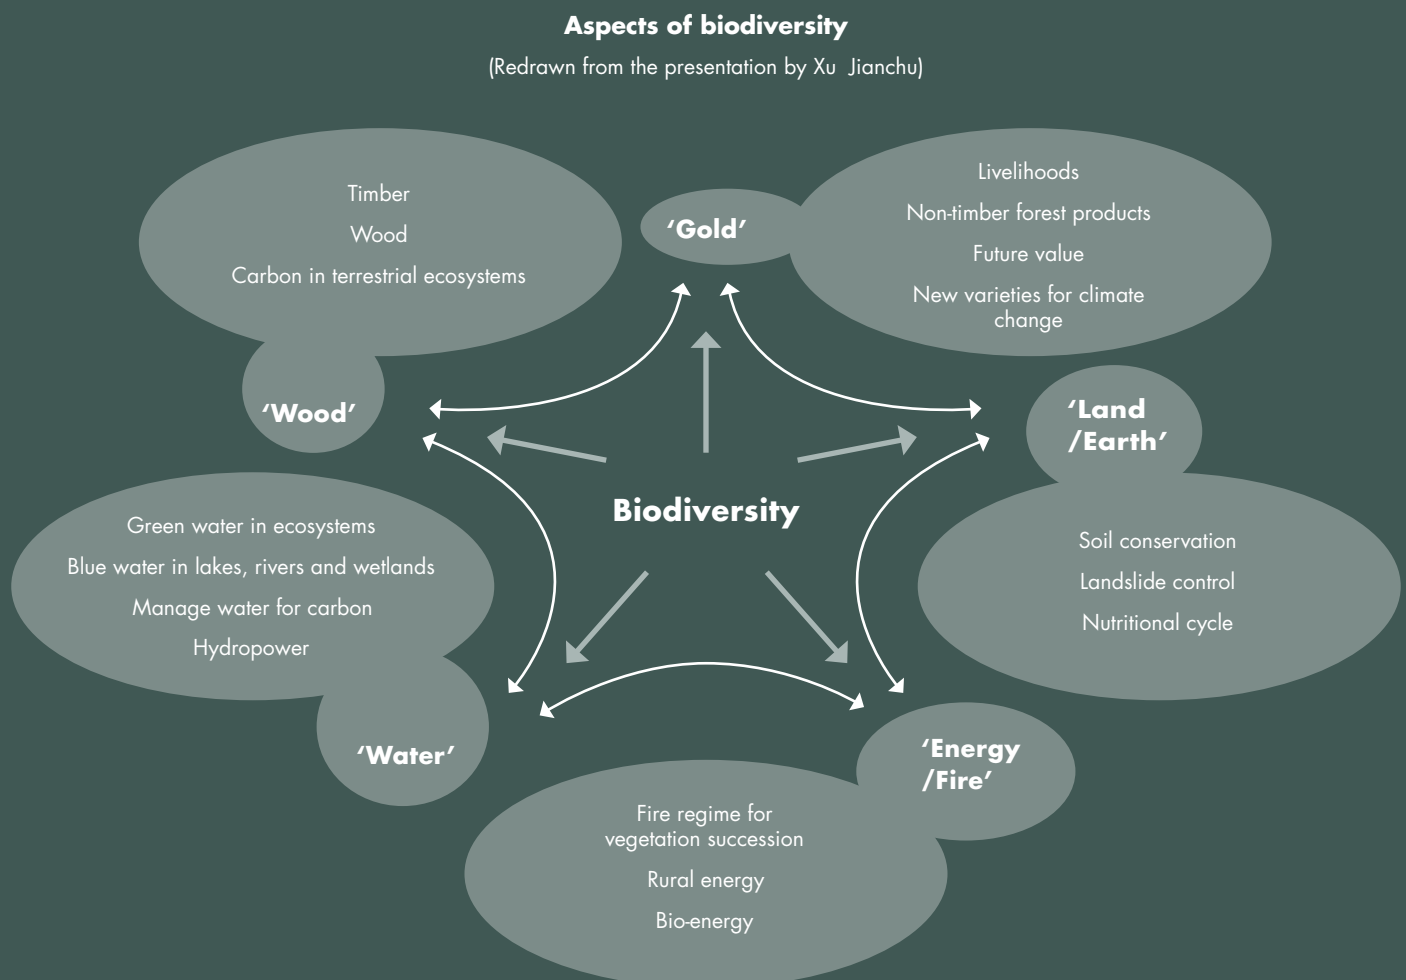 Aspects of biodiversity
(Redrawn from the presentation by Xu Jianchu)
Timber
Wood
Carbon in terrestrial ecosystems
‘Wood’
‘Gold’
Livelihoods
Non-timber forest products
Future value
New varieties for climate
change
‘Land
/Earth’
Soil conservation
Landslide control
Nutritional cycle
Biodiversity
Green water in ecosystems
Blue water in lakes, rivers and wetlands
Manage water for carbon
Hydropower
‘Water’
‘Energy
/Fire’
Fire regime for
vegetation succession
Rural energy
Bio-energy